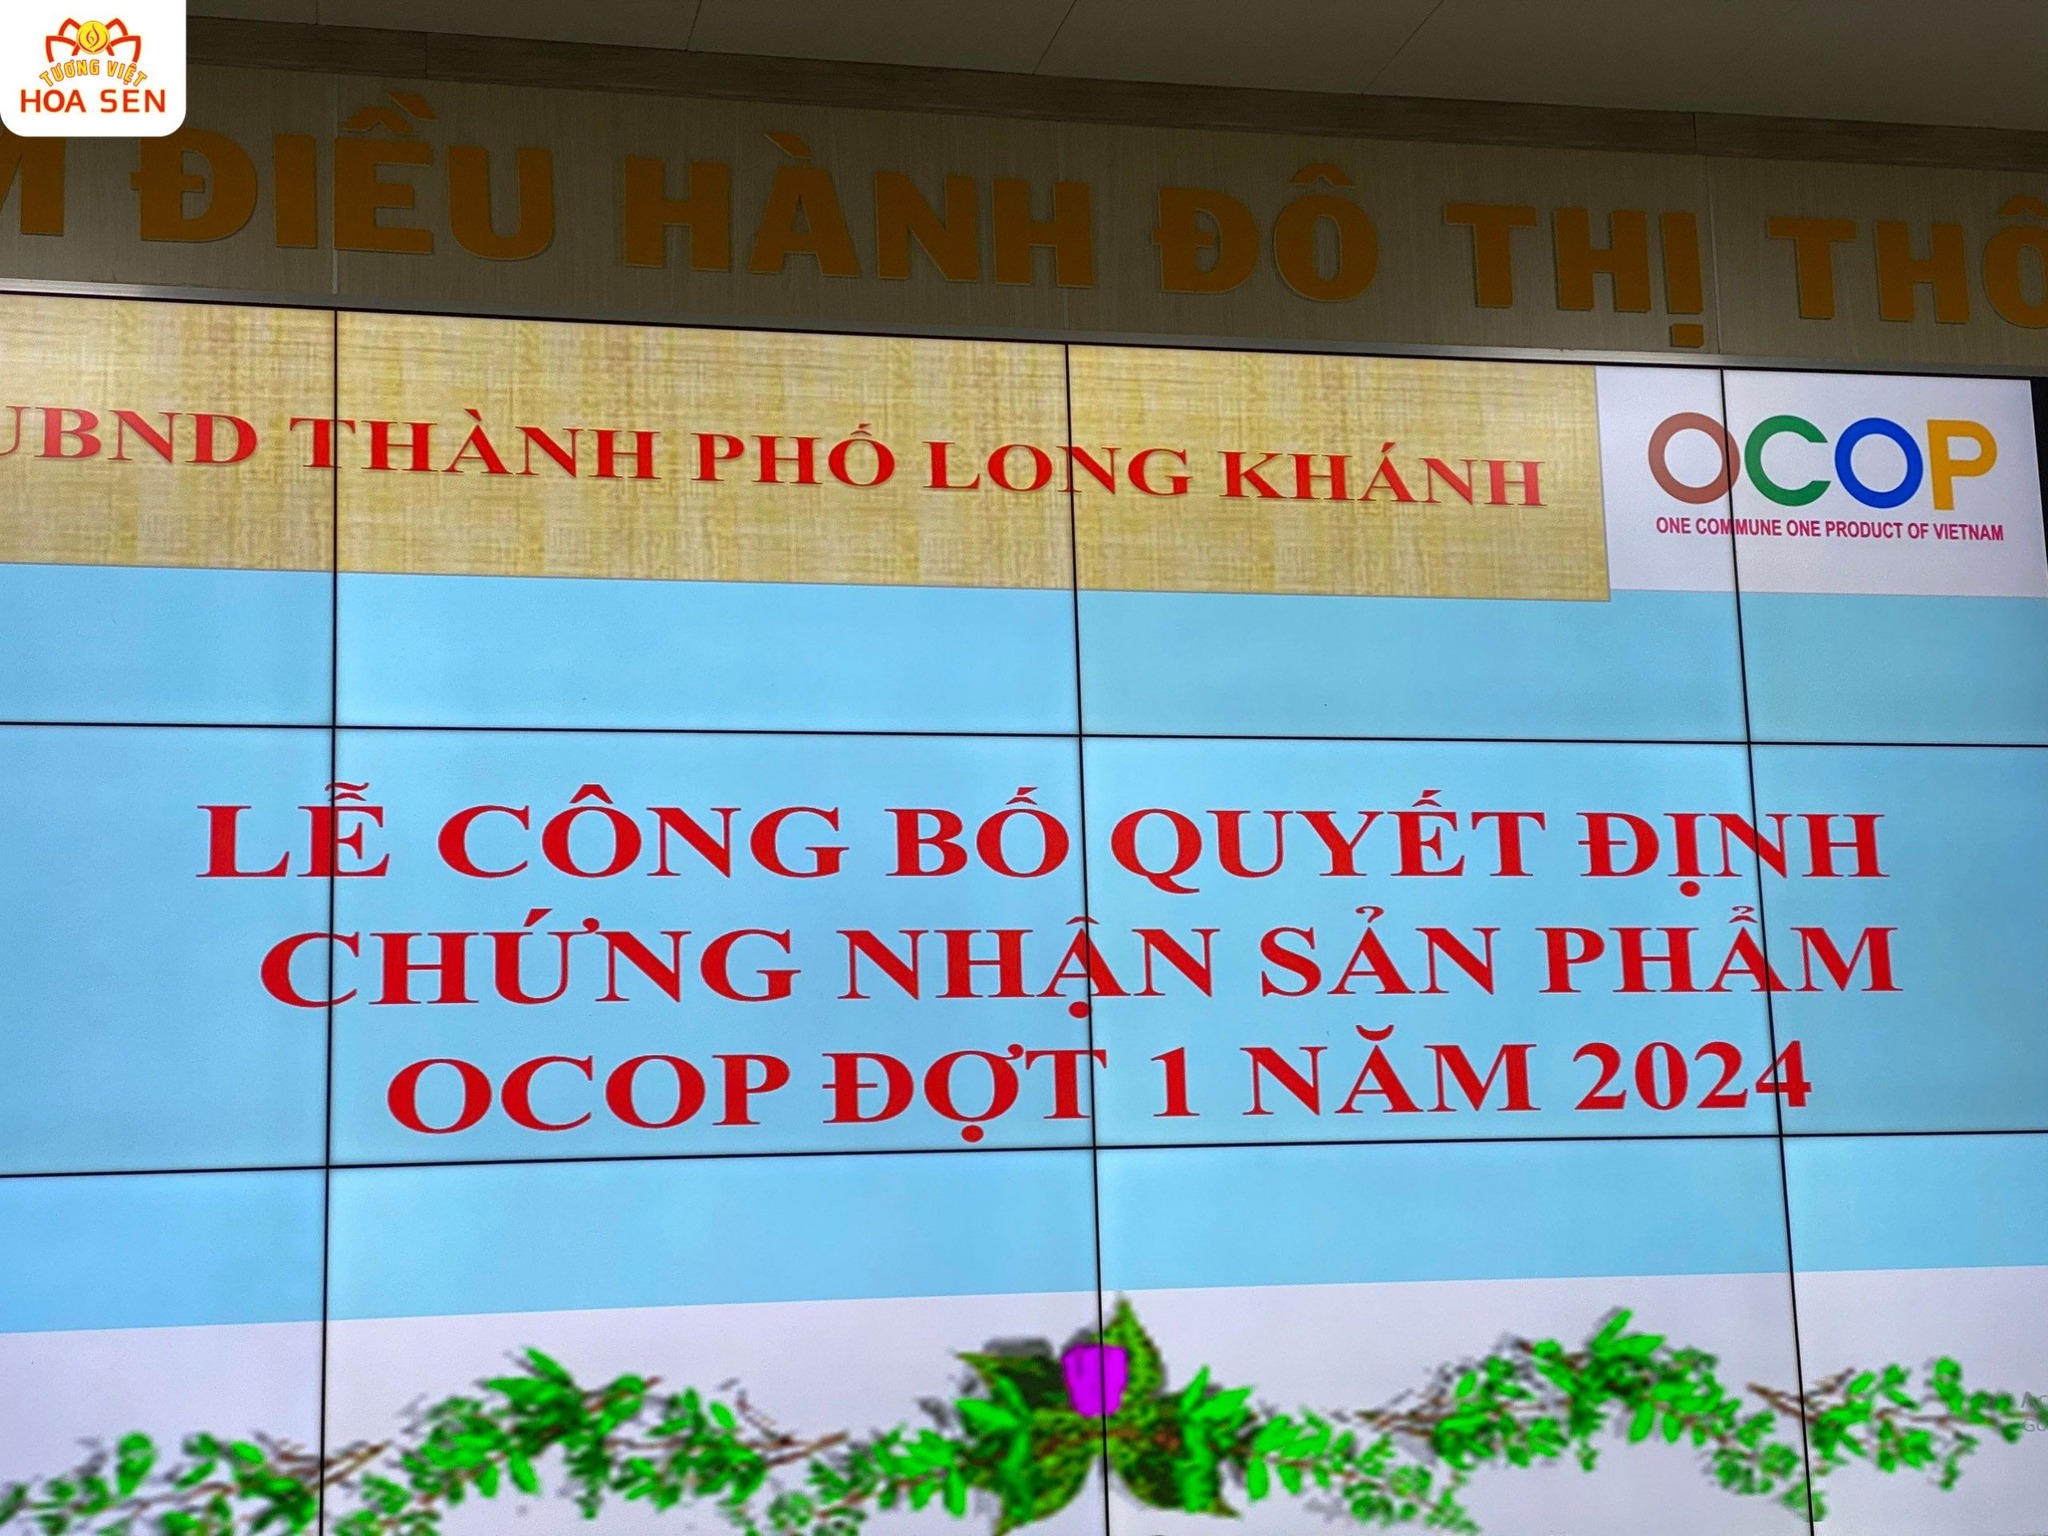 TƯƠNG VIỆT
HOA SEN
ĐIỀU HÀNH ĐÔ THỊ
UBND THÀNH PHỐ LONG KHÁNH
OCOP
ONE COMMUNE ONE PRODUCT OF VIETNAM
LỄ CÔNG BỐ QUYẾT ĐỊNH
CHỨNG NHẬN SẢN PHẨM
OCOP ĐỢT 1 NĂM 2024